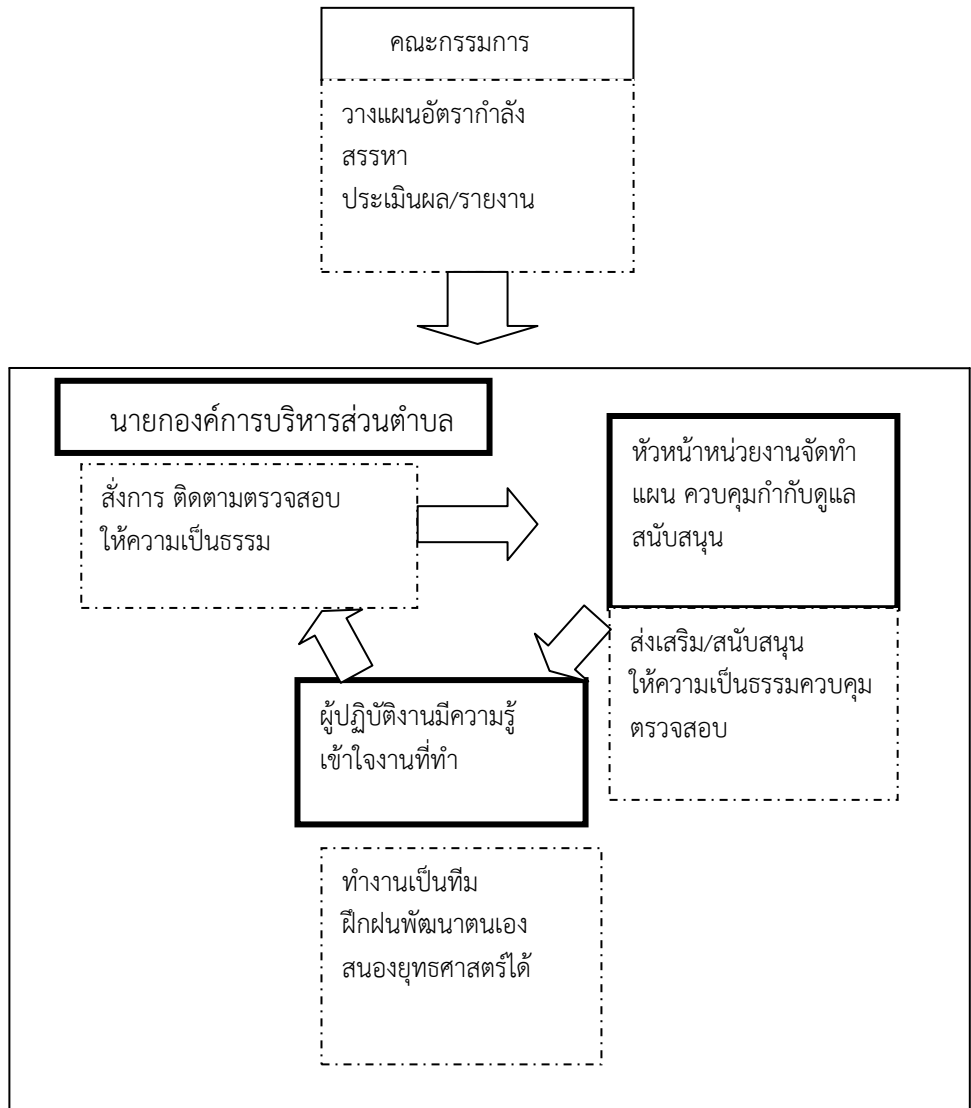 คณะกรรมการ
วางแผนอัตรากำลัง
สรรหา
ประเมินผล/รายงาน
นายกองค์การบริหารส่วนตำบล
สั่งการ ติดตามตรวจสอบ
ให้ความเป็นธรรม
หัวหน้าหน่วยงานจัดทำ
แผน ควบคุมกำกับดูแล
สนับสนุน
ส่งเสริม/สนับสนุน
ให้ความเป็นธรรมควบคุม
ตรวจสอบ
ผู้ปฏิบัติงานมีความรู้
เข้าใจงานที่ทำ
ทำงานเป็นทีม
ฝึกฝนพัฒนาตนเอง
สนองยุทธศาสตร์ได้